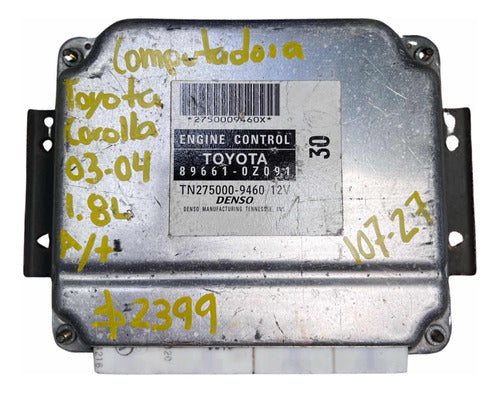 Computadora
Toyota
Corolla
03-04
1.8L
A/t
$2399
107-27
*2750009460X*
ENGINE CONTROL
TOYOTA
89661-0Z091
TN275000-9460 12V
DENSO
DENSO MANUFACTURING TENNESSEE, INC
30